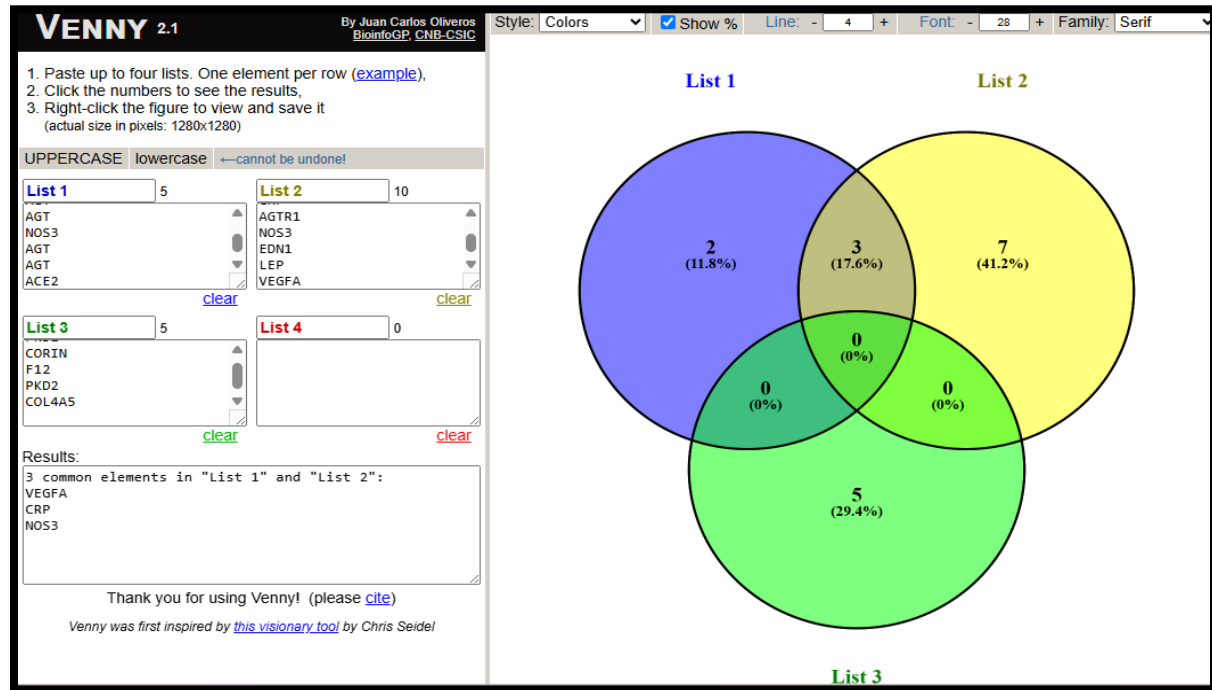 VENNY 2.1
By Juan Carlos Oliveros
BioinfoGP, CNB-CSIC
1. Paste up to four lists. One element per row (example),
2. Click the numbers to see the results,
3. Right-click the figure to view and save it
(actual size in pixels: 1280x1280)
UPPERCASE lowercase ←cannot be undone!
List 1 5 List 2 10
AGT
NOS3
AGT
AGT
ACE2
clear
AGTR1
NOS3
EDN1
LEP
VEGFA
clear
List 3 5 List 4 0
CORIN
F12
PKD2
COL4A5
clear
clear
Results:
3 common elements in "List 1" and "List 2":
VEGFA
CRP
NOS3
Thank you for using Venny! (please cite)
Venny was first inspired by this visionary tool by Chris Seidel
Style: Colors Show % Line: - 4 + Font: - 28 + Family: Serif
List 1 List 2
2 3 7
(11.8%) (17.6%) (41.2%)
0
(0%)
0 0
(0%) (0%)
5
(29.4%)
List 3